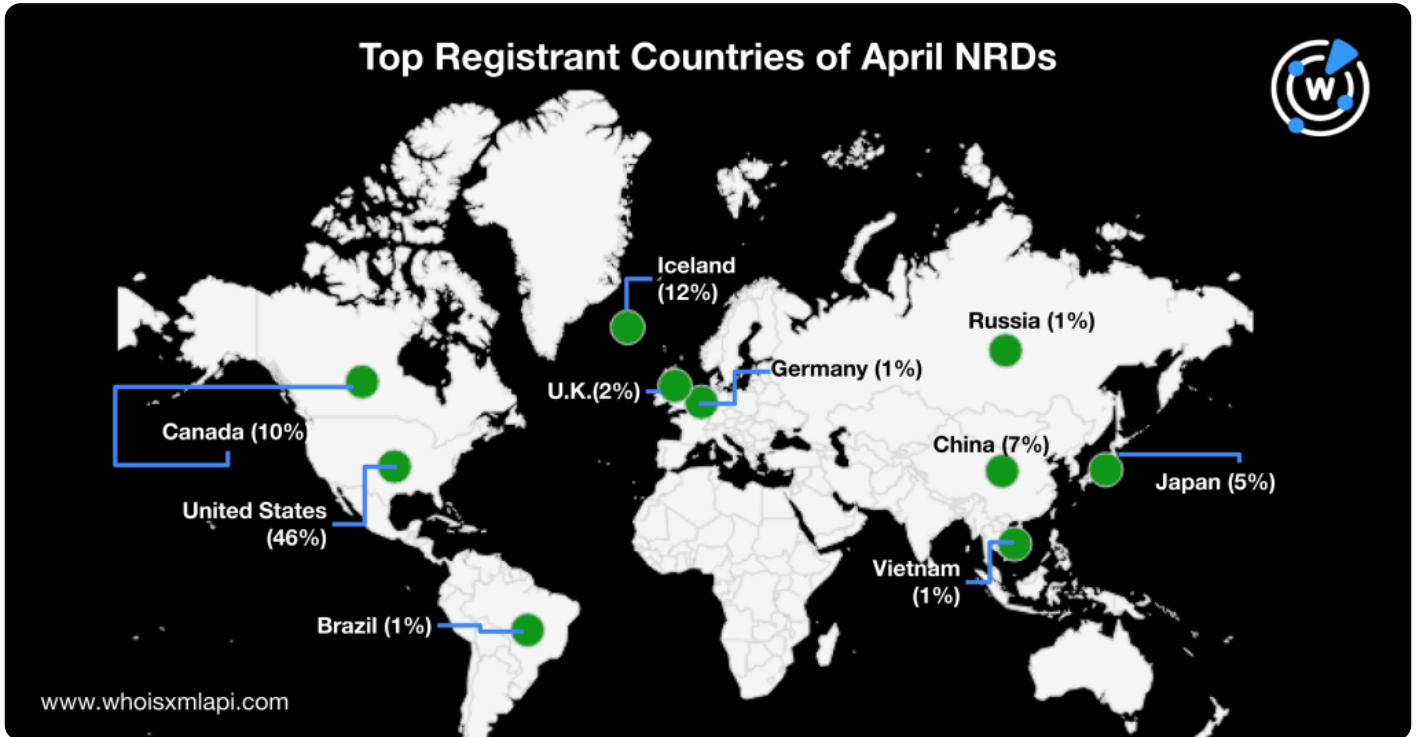 Top Registrant Countries of April NRDs
W
Iceland
(12%)
Russia (1%)
Germany (1%)
U.K.(2%)
Canada (10%)
China (7%)
Japan (5%)
United States
(46%)
Vietnam
(1%)
Brazil (1%)
www.whoisxmlapi.com